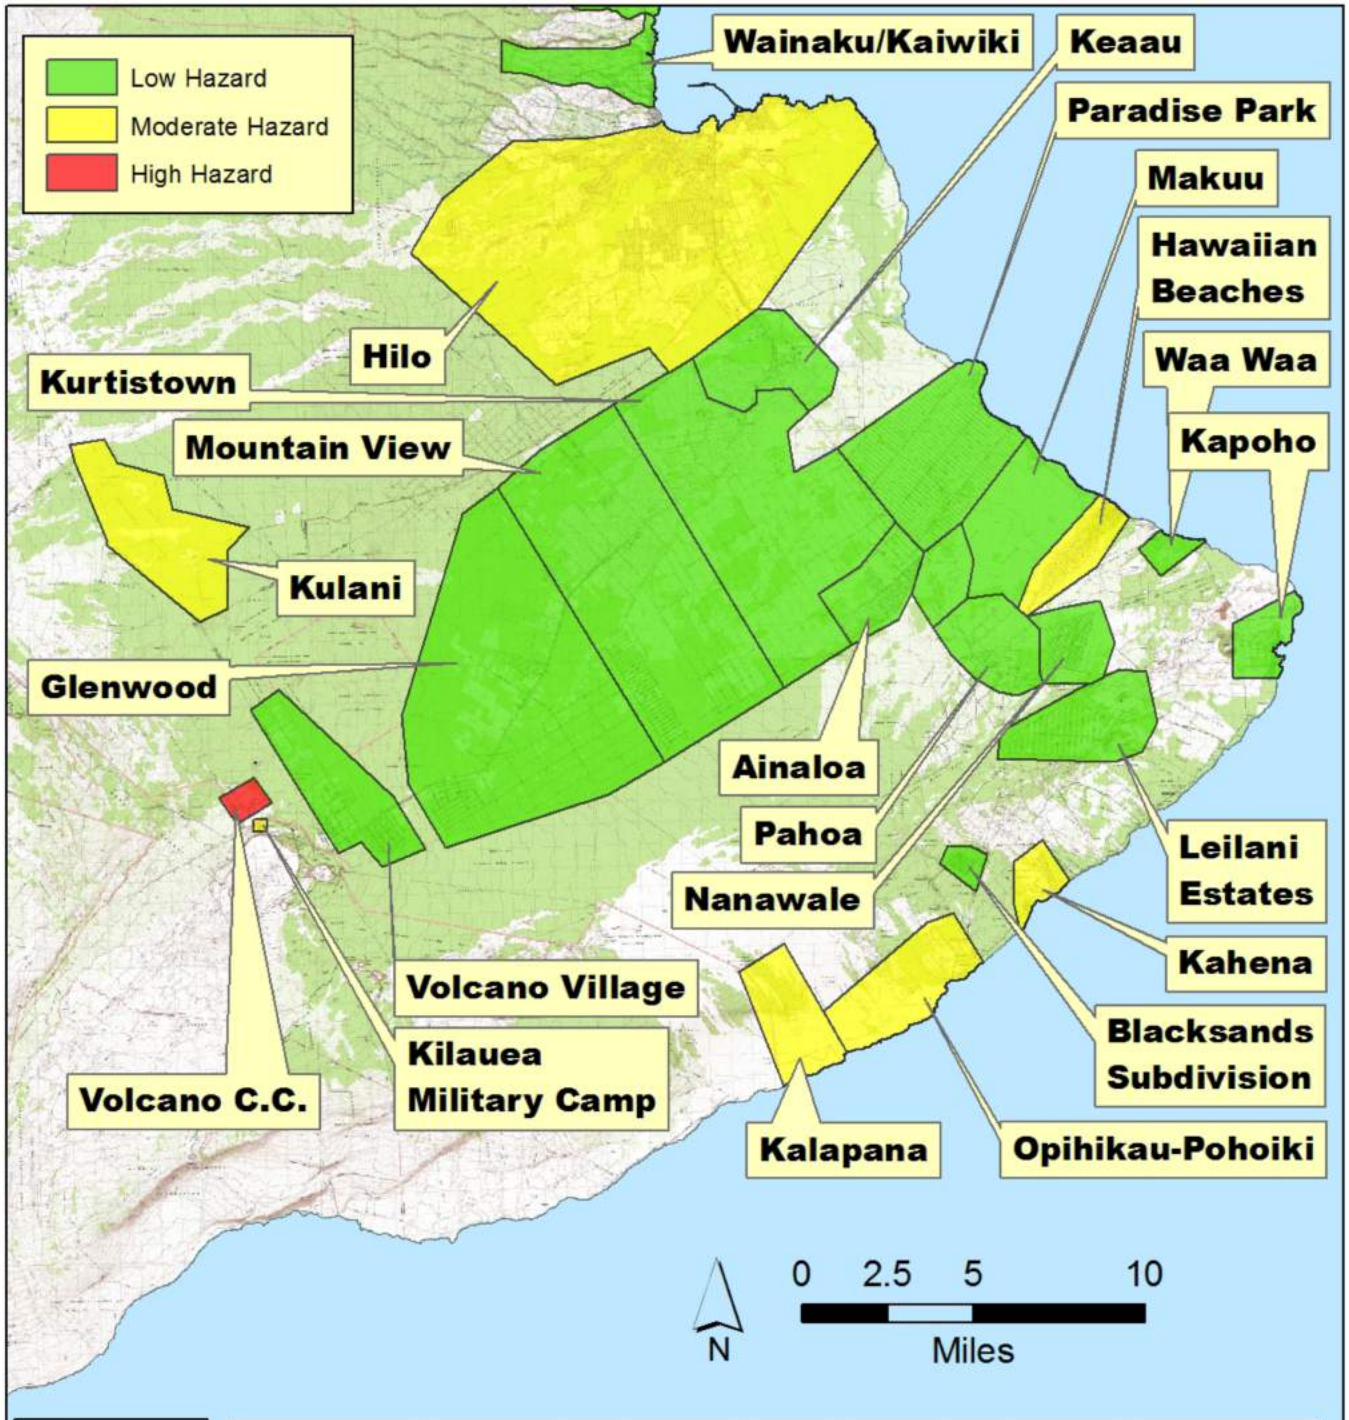 Low Hazard
Moderate Hazard
High Hazard
Wainaku/Kaiwiki
Keaau
Paradise Park
Makuu
Hawaiian
Beaches
Waa Waa
Kapoho
Hilo
Kurtistown
Mountain View
Kulani
Glenwood
Ainaloa
Pahoa
Nanawale
Leilani
Estates
Kahena
Blacksands
Subdivision
Volcano Village
Kilauea
Military Camp
Volcano C.C.
Kalapana
Opihikau-Pohoiki
0 2.5 5 10
Miles
N